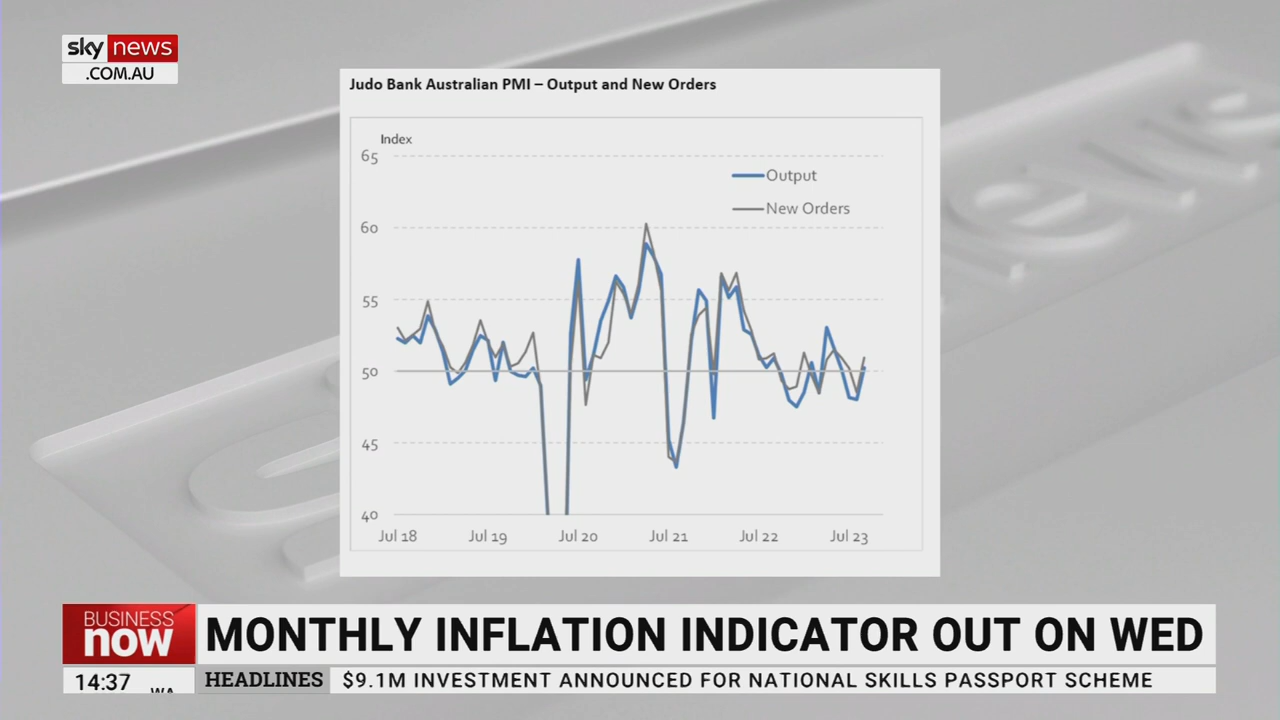 sky news
.COM.AU
Judo Bank Australian PMI – Output and New Orders
Index
65
Output
New Orders
60
55
50
45
40
Jul 18 Jul 19 Jul 20 Jul 21 Jul 22 Jul 23
BUSINESS
now
MONTHLY INFLATION INDICATOR OUT ON WED
14:37
HEADLINES
$9.1M INVESTMENT ANNOUNCED FOR NATIONAL SKILLS PASSPORT SCHEME